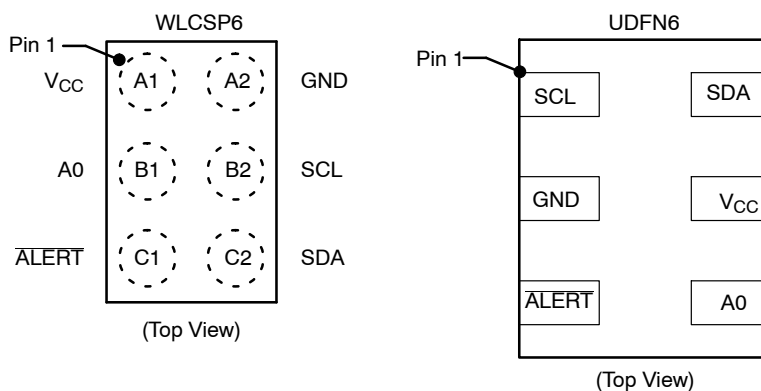 WLCSP6
Pin 1
VCC A1 A2 GND
A0 B1 B2 SCL
ALERT C1 C2 SDA
(Top View)
UDFN6
Pin 1
SCL SDA
GND VCC
ALERT A0
(Top View)